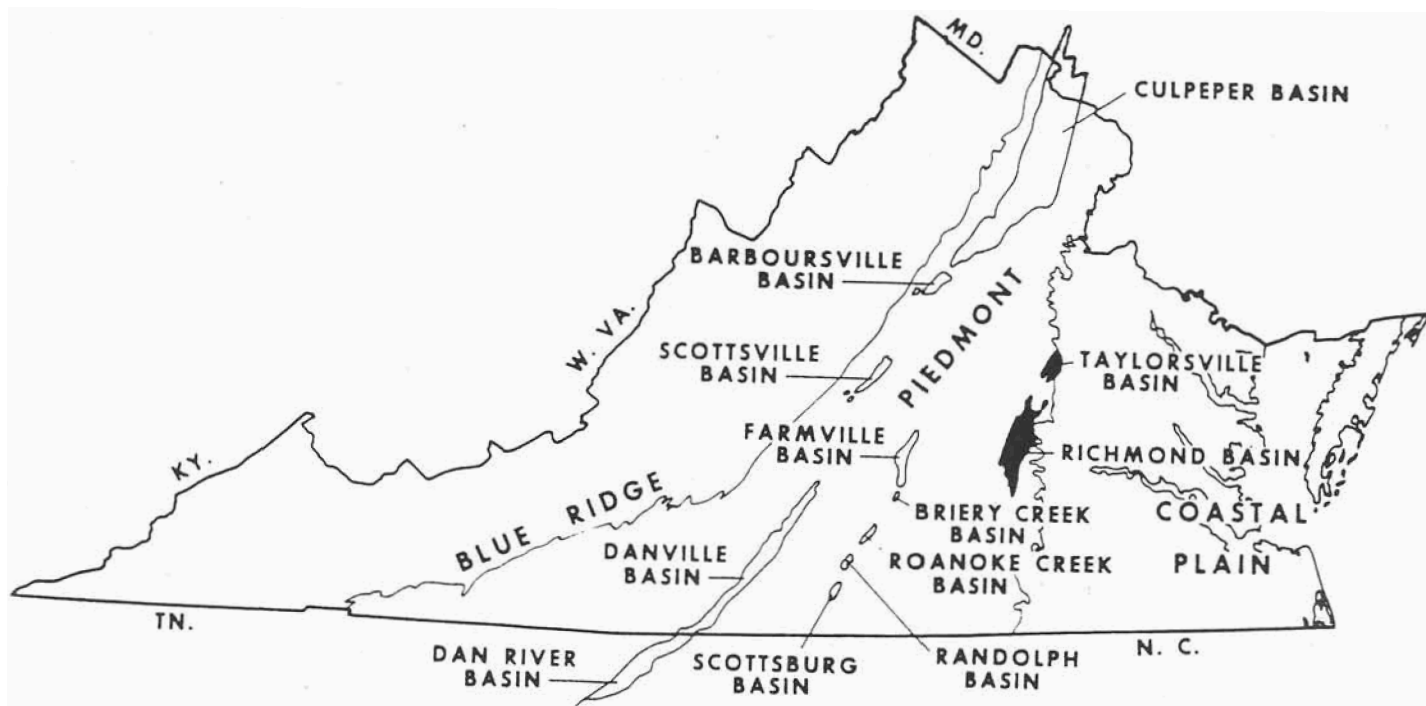 MD.
CULPEPER BASIN
BARBOURSVILLE
BASIN
PIEDMONT
W. VA.
SCOTTSVILLE
BASIN
TAYLORSVILLE
BASIN
FARMVILLE
BASIN
RICHMOND BASIN
KY.
BLUE RIDGE
BRIERY CREEK
BASIN
COASTAL
PLAIN
DANVILLE
BASIN
ROANOKE CREEK
BASIN
TN.
N. C.
DAN RIVER
BASIN
SCOTTSBURG
BASIN
RANDOLPH
BASIN